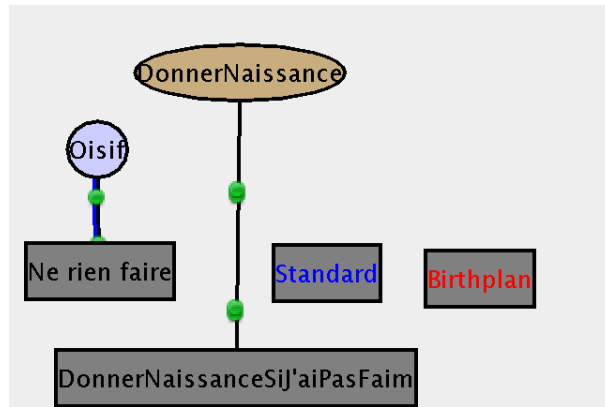 DonnerNaissance
Oisif
Ne rien faire
Standard
Birthplan
DonnerNaissanceSiJ'aiPasFaim